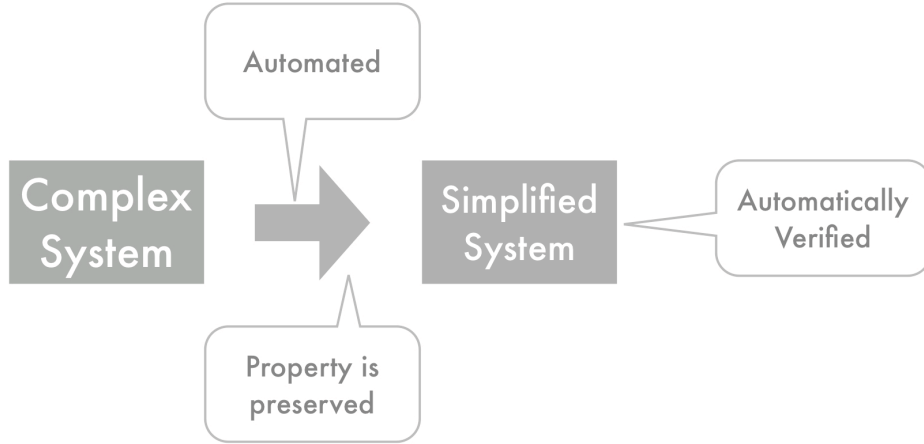 Automated
Complex
System
Simplified
System
Automatically
Verified
Property is
preserved